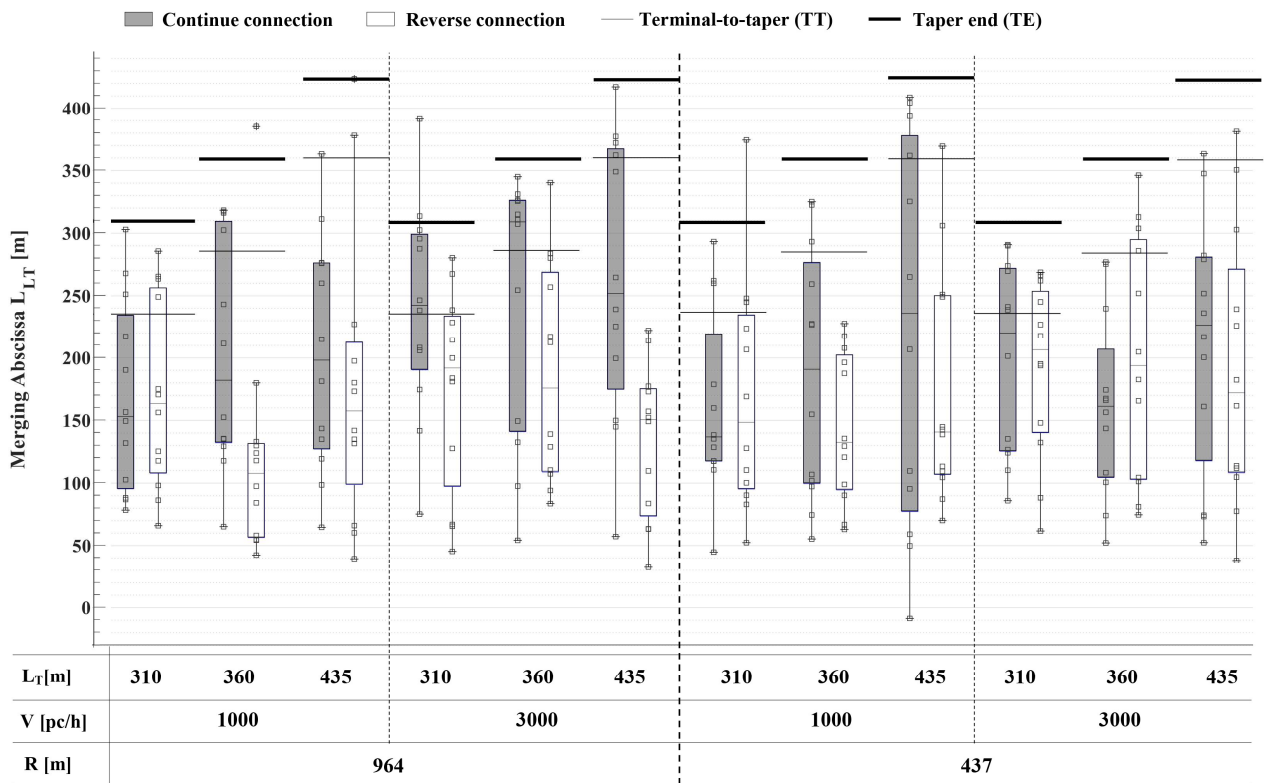 Continue connection Reverse connection Terminal-to-taper (TT) Taper end (TE)
Merging Abscissa L_LT [m]
400
350
300
250
200
150
100
50
0
L_T[m] 310 360 435 310 360 435 310 360 435 310 360 435
V [pc/h] 1000 3000 1000 3000
R [m] 964 437